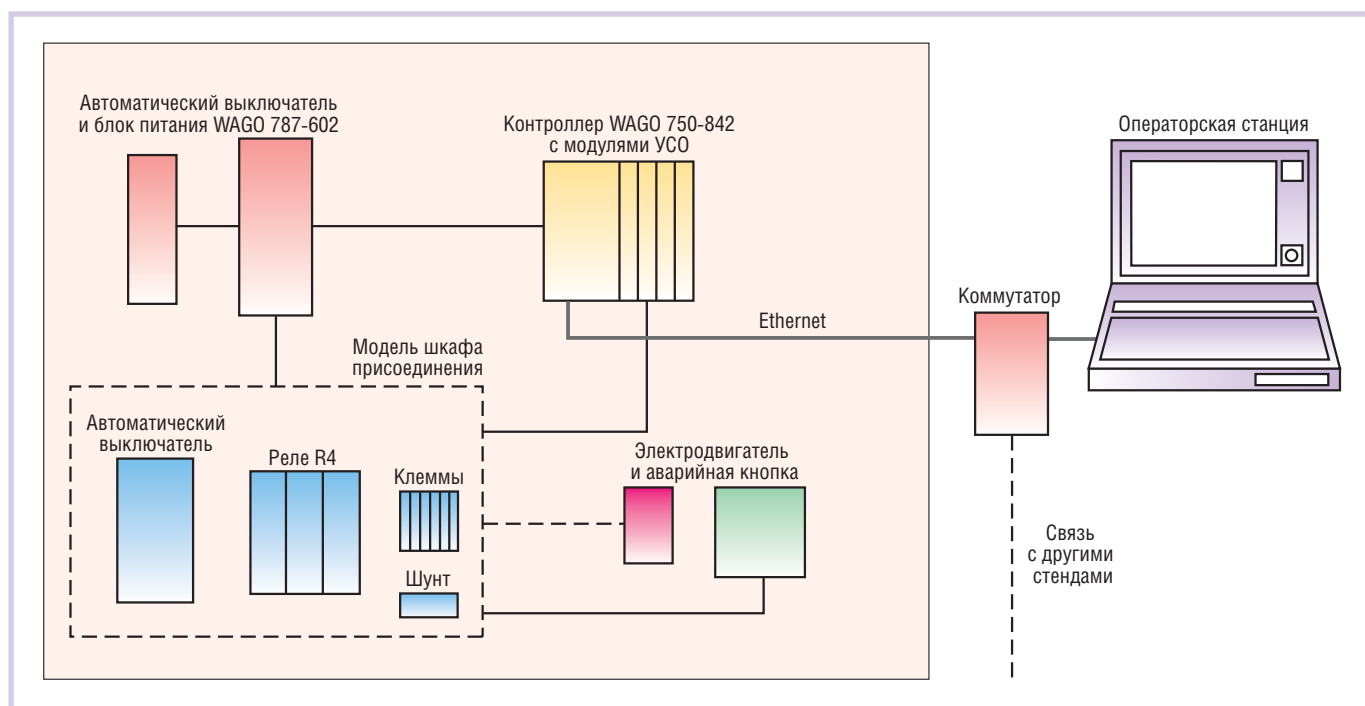 Автоматический выключатель
и блок питания WAGO 787-602
Контроллер WAGO 750-842
с модулями УСО
Операторская станция
Коммутатор
Ethernet
Модель шкафа
присоединения
Автоматический
выключатель
Реле R4
Клеммы
Шунт
Электродвигатель
и аварийная кнопка
Связь
с другими
стендами